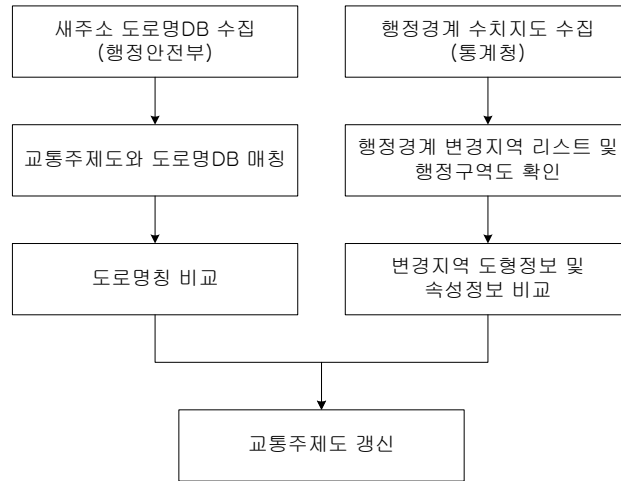 새주소 도로명DB 수집
(행정안전부)
행정경계 수치지도 수집
(통계청)
교통주제도와 도로명DB 매칭
행정경계 변경지역 리스트 및
행정구역도 확인
도로명칭 비교
변경지역 도형정보 및
속성정보 비교
교통주제도 갱신